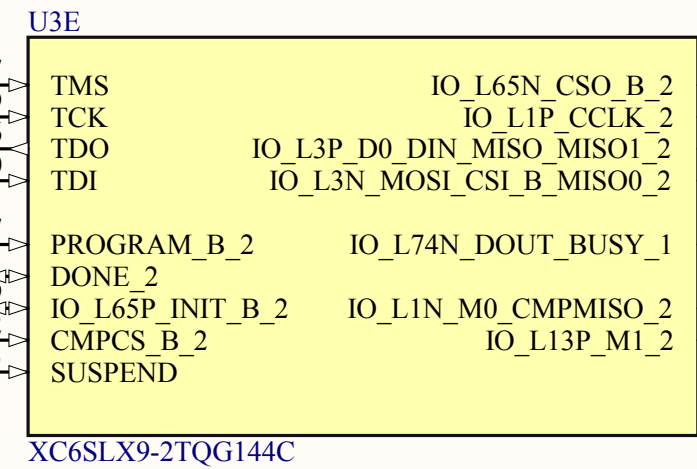 U3E
TMS IO_L65N_CSO_B_2
TCK IO_L1P_CCLK_2
TDO IO_L3P_D0_DIN_MISO_MISO1_2
TDI IO_L3N_MOSI_CSI_B_MISO0_2
PROGRAM_B_2 IO_L74N_DOUT_BUSY_1
DONE_2
IO_L65P_INIT_B_2 IO_L1N_M0_CMPMISO_2
CMPCS_B_2 IO_L13P_M1_2
SUSPEND
XC6SLX9-2TQG144C